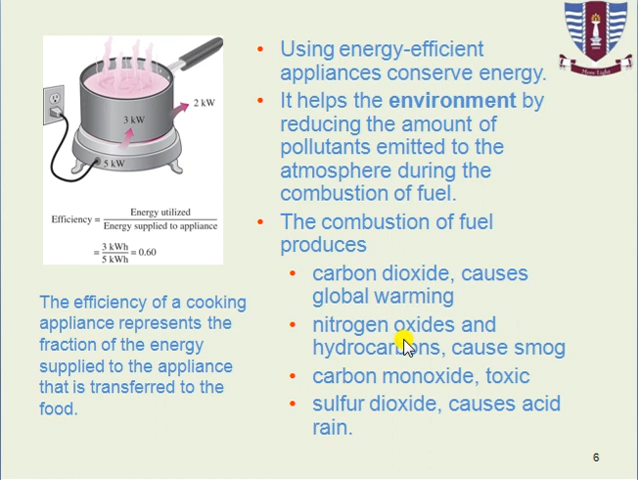 2 kW
3 kW
5 kW
Efficiency = Energy utilized / Energy supplied to appliance
= 3 kWh / 5 kWh = 0.60
The efficiency of a cooking
appliance represents the
fraction of the energy
supplied to the appliance
that is transferred to the
food.
• Using energy-efficient
appliances conserve energy.
• It helps the environment by
reducing the amount of
pollutants emitted to the
atmosphere during the
combustion of fuel.
• The combustion of fuel
produces
• carbon dioxide, causes
global warming
• nitrogen oxides and
hydrocarbons, cause smog
• carbon monoxide, toxic
• sulfur dioxide, causes acid
rain.
More Light
6